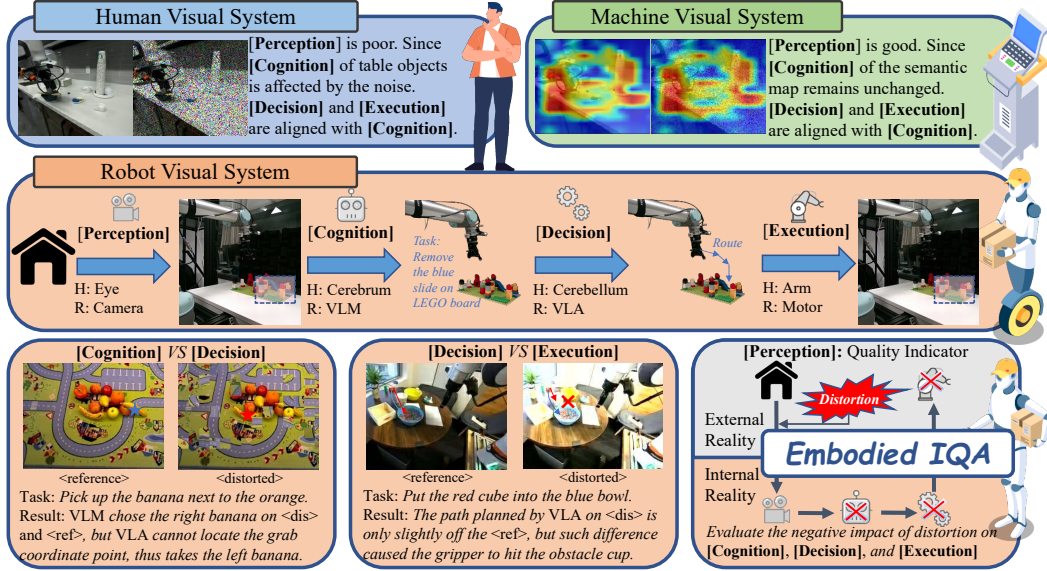 Human Visual System
[Perception] is poor. Since
[Cognition] of table objects
is affected by the noise.
[Decision] and [Execution]
are aligned with [Cognition].
Machine Visual System
[Perception] is good. Since
[Cognition] of the semantic
map remains unchanged.
[Decision] and [Execution]
are aligned with [Cognition].
Robot Visual System
[Perception]
H: Eye
R: Camera
[Cognition]
H: Cerebrum
R: VLM
Task:
Remove
the blue
slide on
LEGO board
[Decision]
H: Cerebellum
R: VLA
Route
[Execution]
H: Arm
R: Motor
[Cognition] VS [Decision]
<reference> <distorted>
Task: Pick up the banana next to the orange.
Result: VLM chose the right banana on <dis>
and <ref>, but VLA cannot locate the grab
coordinate point, thus takes the left banana.
[Decision] VS [Execution]
<reference> <distorted>
Task: Put the red cube into the blue bowl.
Result: The path planned by VLA on <dis> is
only slightly off the <ref>, but such difference
caused the gripper to hit the obstacle cup.
[Perception]: Quality Indicator
Distortion
External
Reality
Embodied IQA
Internal
Reality
Evaluate the negative impact of distortion on
[Cognition], [Decision], and [Execution]